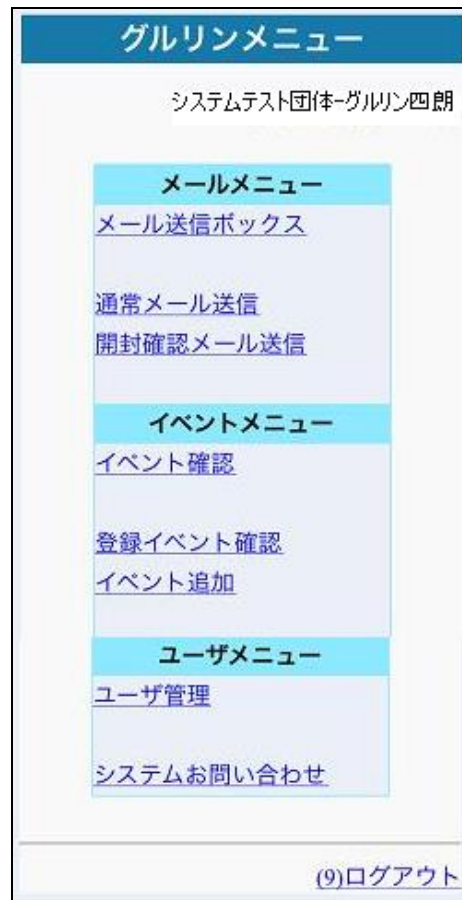 グルリンメニュー
システムテスト団体-グルリン四朗
メールメニュー
メール送信ボックス
通常メール送信
開封確認メール送信
イベントメニュー
イベント確認
登録イベント確認
イベント追加
ユーザメニュー
ユーザ管理
システムお問い合わせ
(9)ログアウト